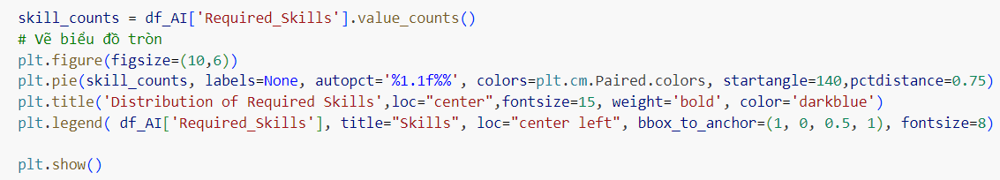 skill_counts = df_AI['Required_Skills'].value_counts()
# Vẽ biểu đồ tròn
plt.figure(figsize=(10,6))
plt.pie(skill_counts, labels=None, autopct='%1.1f%%', colors=plt.cm.Paired.colors, startangle=140,pctdistance=0.75)
plt.title('Distribution of Required Skills',loc="center",fontsize=15, weight='bold', color='darkblue')
plt.legend( df_AI['Required_Skills'], title="Skills", loc="center left", bbox_to_anchor=(1, 0, 0.5, 1), fontsize=8)
plt.show()